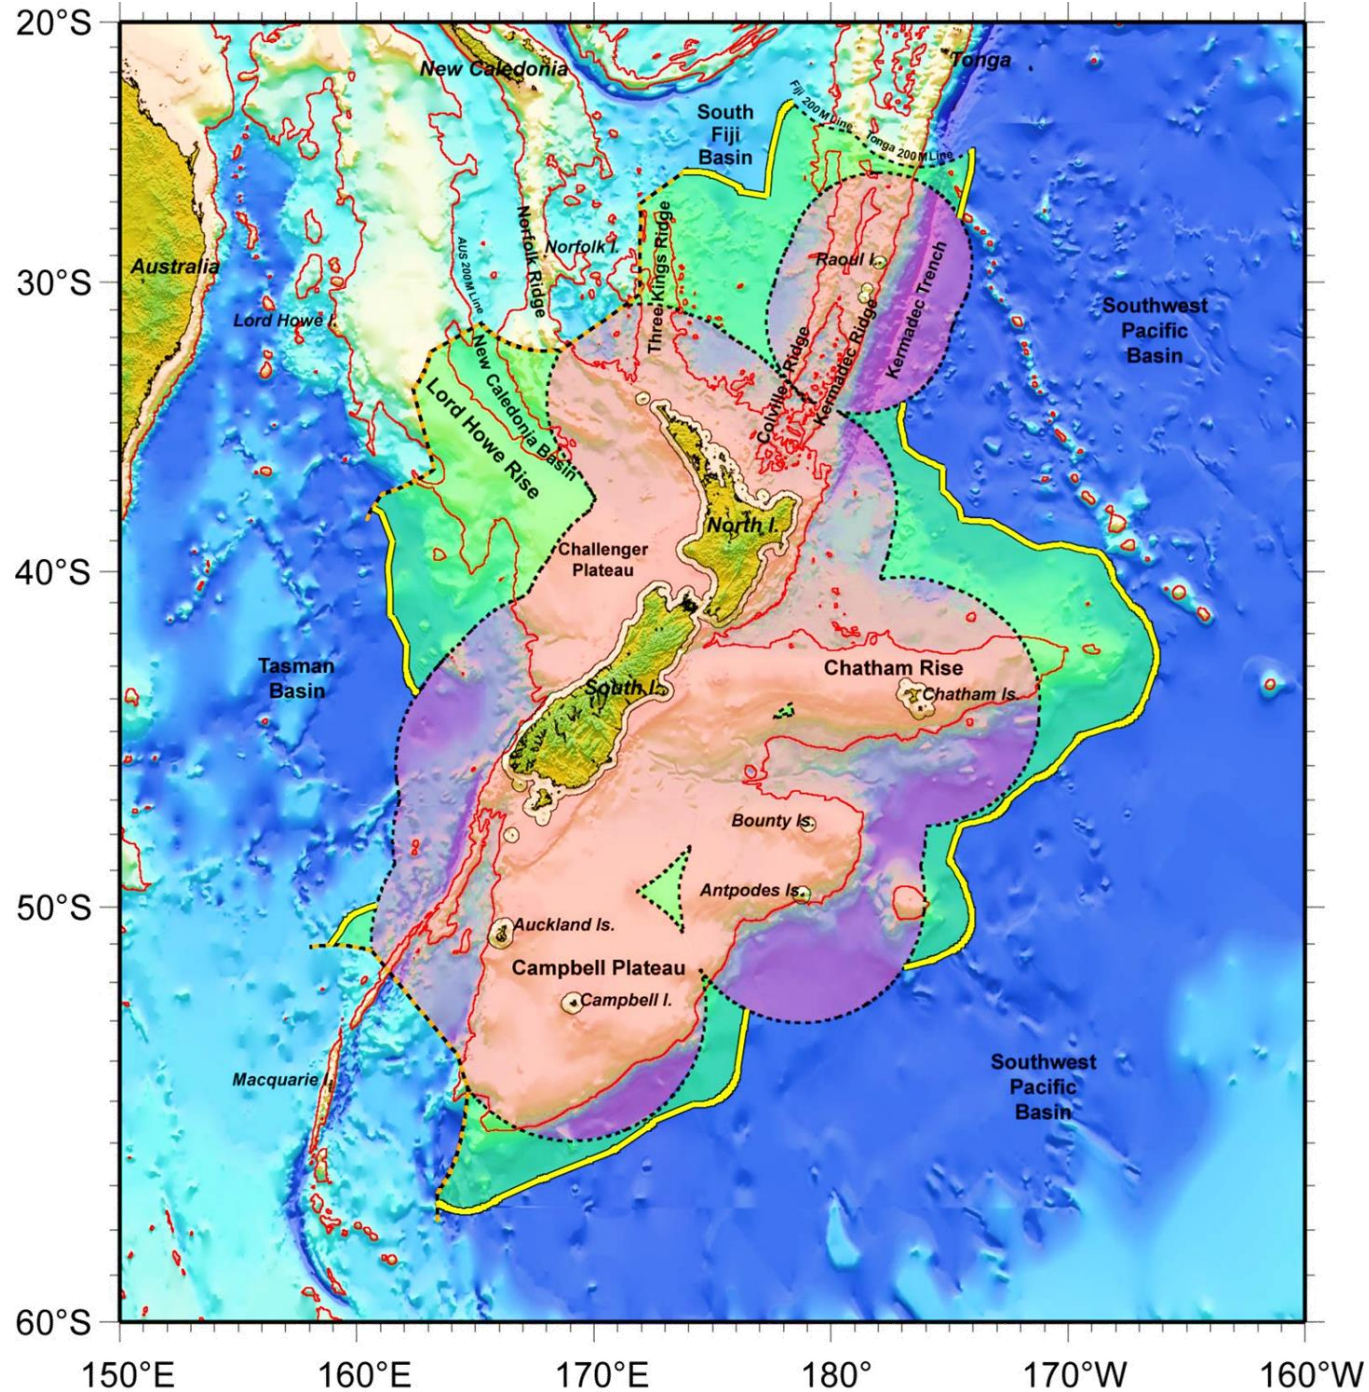 20°S
30°S
40°S
50°S
60°S
150°E
160°E
170°E
180°
170°W
160°W
New Caledonia
Tonga
South
Fiji
Basin
Fiji 200M Line
Tonga 200M Line
Australia
AUS 200M Line
Norfolk Ridge
Norfolk I.
Three Kings Ridge
Raoul I.
Kermadec Trench
Lord Howe I.
Southwest
Pacific
Basin
New Caledonia Basin
Lord Howe Rise
Colville Ridge
Kermadec Ridge
North I.
Challenger
Plateau
Tasman
Basin
South I.
Chatham Rise
Chatham Is.
Bounty Is.
Antpodes Is.
Auckland Is.
Campbell Plateau
Campbell I.
Macquarie I.
Southwest
Pacific
Basin